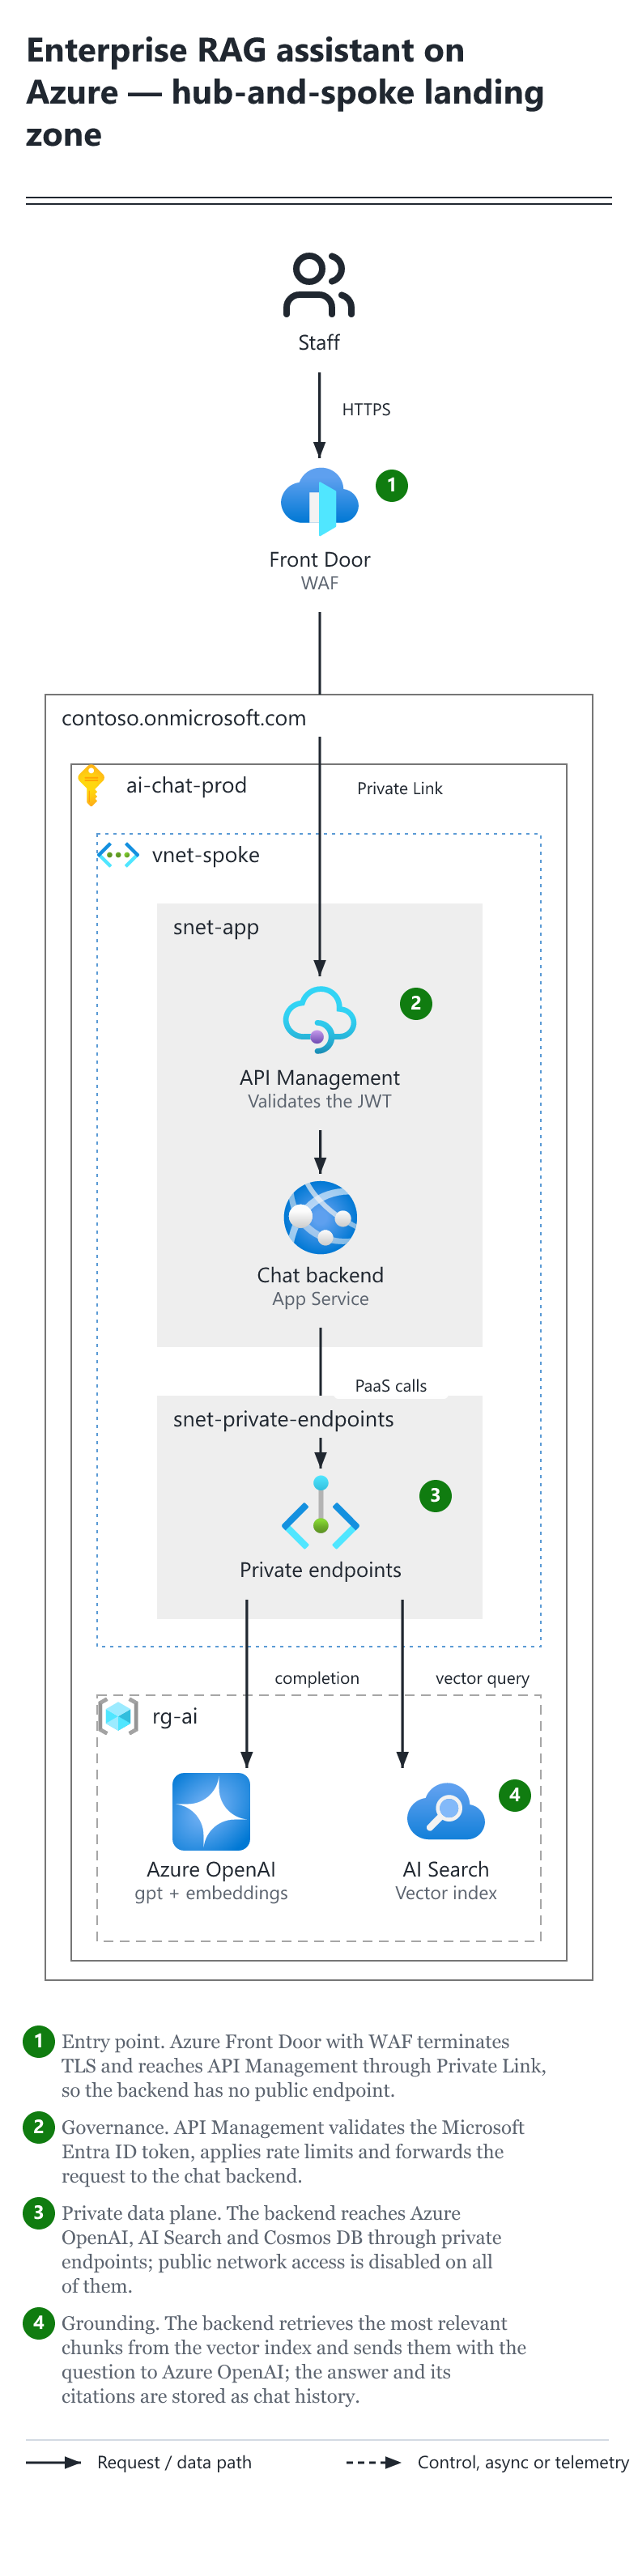 Enterprise RAG assistant on
Azure — hub-and-spoke landing
zone
Staff
HTTPS
1
Front Door
WAF
contoso.onmicrosoft.com
ai-chat-prod
Private Link
vnet-spoke
snet-app
2
API Management
Validates the JWT
Chat backend
App Service
PaaS calls
snet-private-endpoints
3
Private endpoints
completion
vector query
rg-ai
4
Azure OpenAI
gpt + embeddings
AI Search
Vector index
1 Entry point. Azure Front Door with WAF terminates
TLS and reaches API Management through Private Link,
so the backend has no public endpoint.
2 Governance. API Management validates the Microsoft
Entra ID token, applies rate limits and forwards the
request to the chat backend.
3 Private data plane. The backend reaches Azure
OpenAI, AI Search and Cosmos DB through private
endpoints; public network access is disabled on all
of them.
4 Grounding. The backend retrieves the most relevant
chunks from the vector index and sends them with the
question to Azure OpenAI; the answer and its
citations are stored as chat history.
Request / data path
Control, async or telemetry